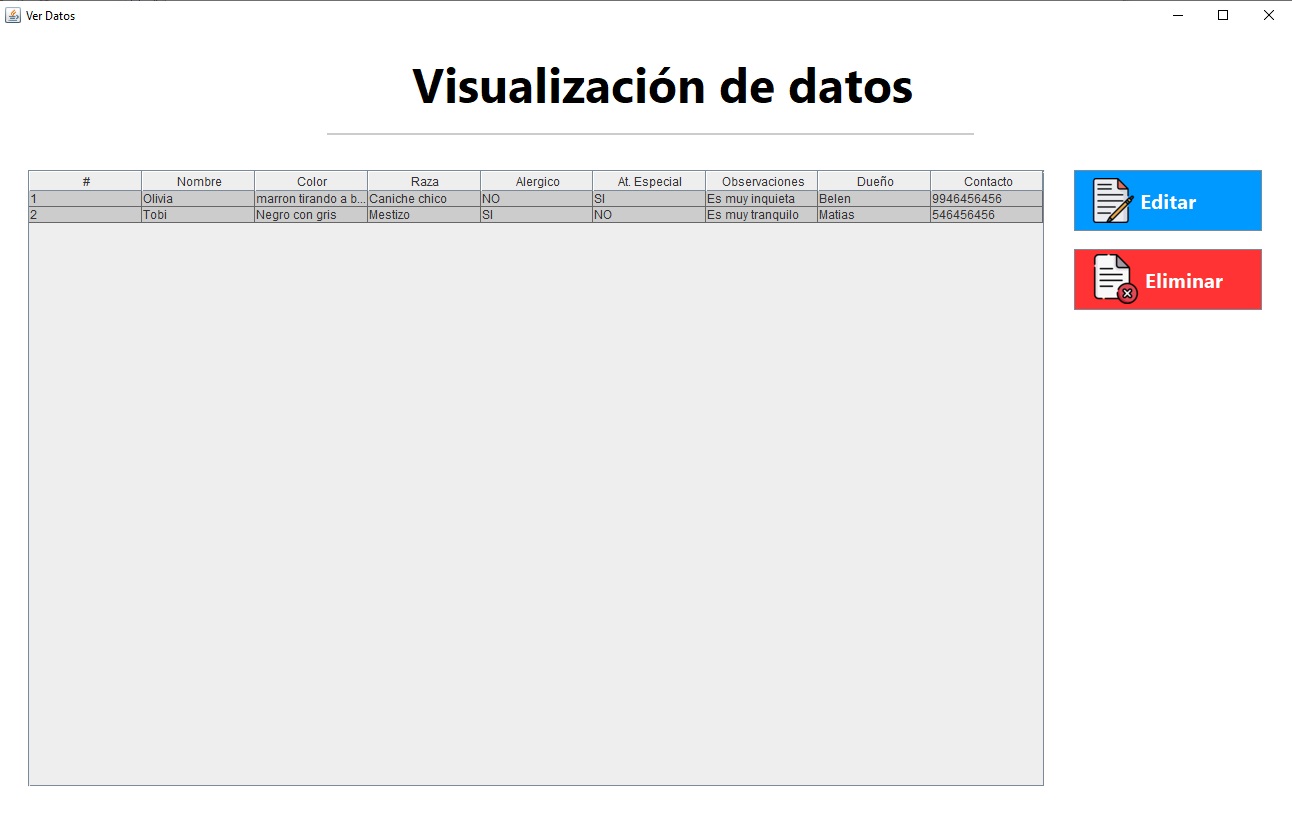 Ver Datos
Visualización de datos
# Nombre Color Raza Alergico At. Especial Observaciones Dueño Contacto
1 Olivia marron tirando a b... Caniche chico NO SI Es muy inquieta Belen 9946456456
2 Tobi Negro con gris Mestizo SI NO Es muy tranquilo Matias 546456456
Editar
Eliminar